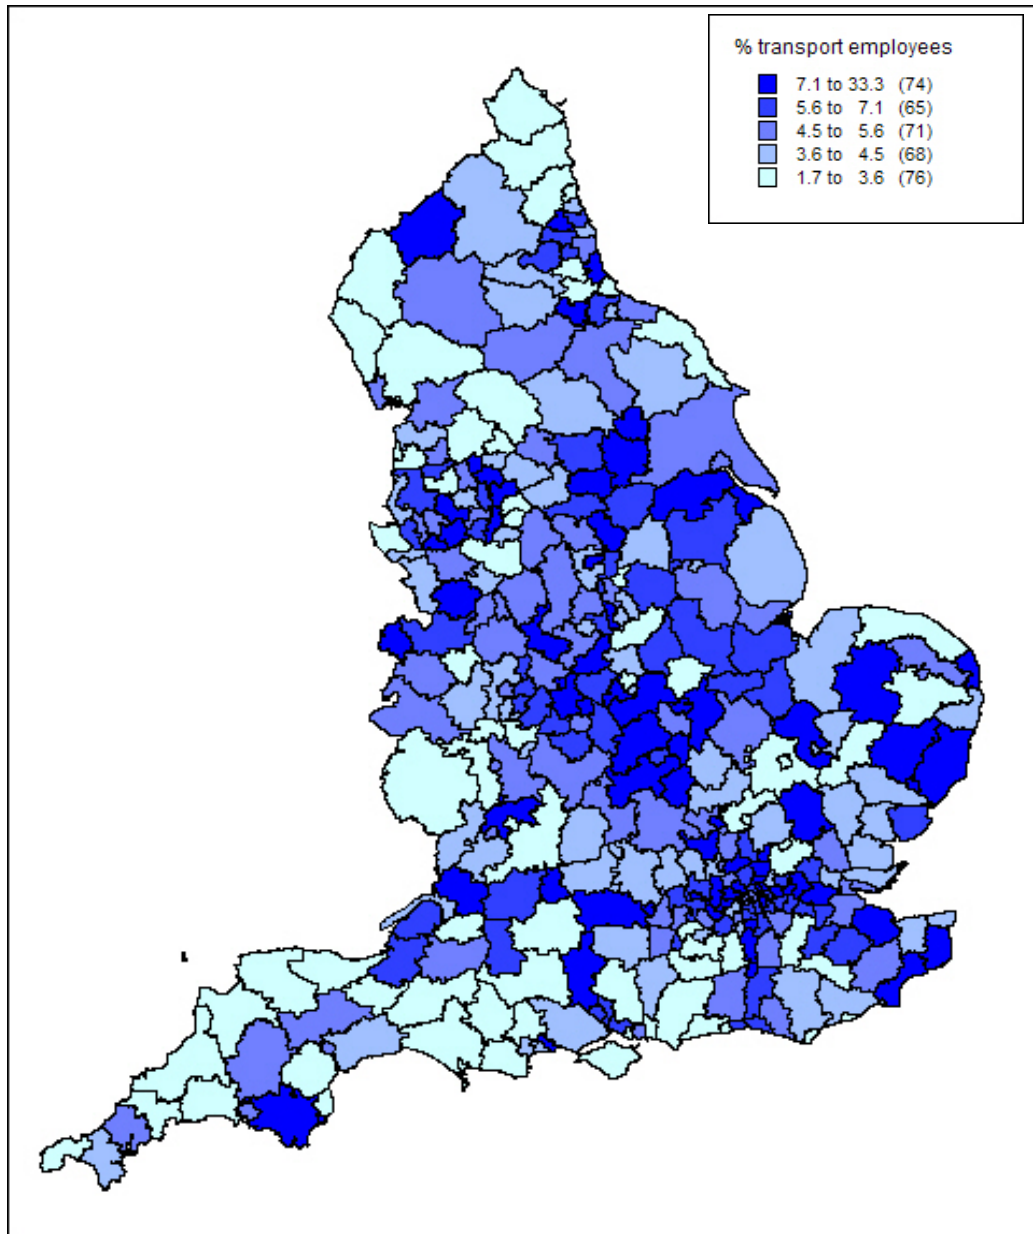 % transport employees
7.1 to 33.3 (74)
5.6 to 7.1 (65)
4.5 to 5.6 (71)
3.6 to 4.5 (68)
1.7 to 3.6 (76)